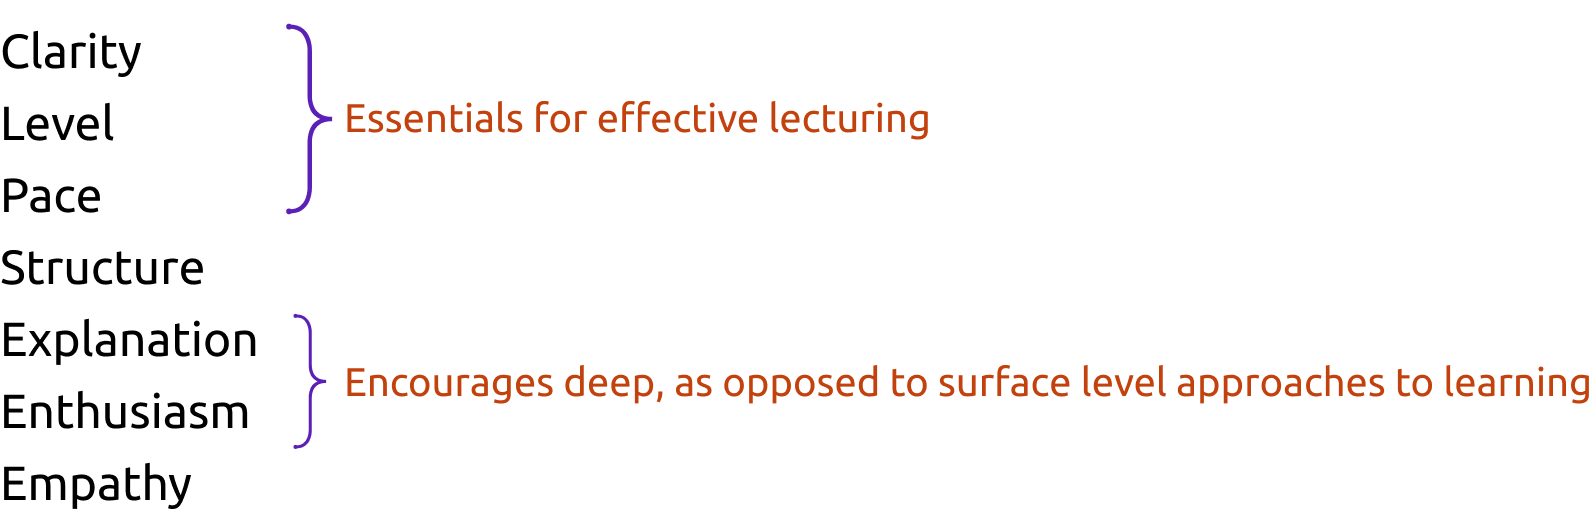 Clarity
Level
Essentials for effective lecturing
Pace
Structure
Explanation
Encourages deep, as opposed to surface level approaches to learning
Enthusiasm
Empathy